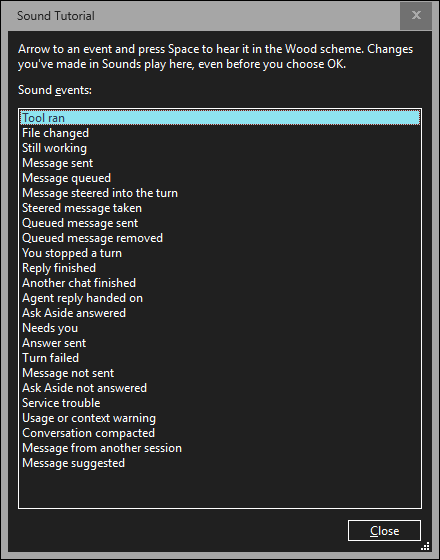 Sound Tutorial
Arrow to an event and press Space to hear it in the Wood scheme. Changes
you've made in Sounds play here, even before you choose OK.
Sound events:
Tool ran
File changed
Still working
Message sent
Message queued
Message steered into the turn
Steered message taken
Queued message sent
Queued message removed
You stopped a turn
Reply finished
Another chat finished
Agent reply handed on
Ask Aside answered
Needs you
Answer sent
Turn failed
Message not sent
Ask Aside not answered
Service trouble
Usage or context warning
Conversation compacted
Message from another session
Message suggested
Close